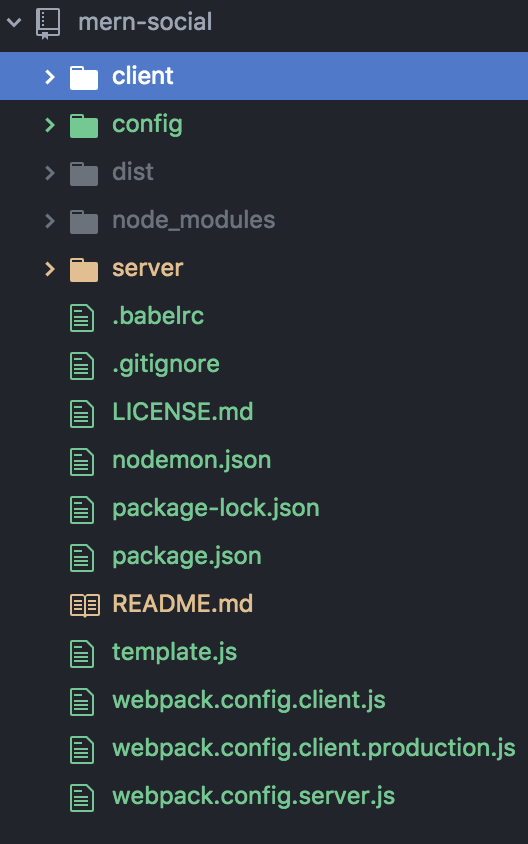 mern-social
client
config
dist
node_modules
server
.babelrc
.gitignore
LICENSE.md
nodemon.json
package-lock.json
package.json
README.md
template.js
webpack.config.client.js
webpack.config.client.production.js
webpack.config.server.js